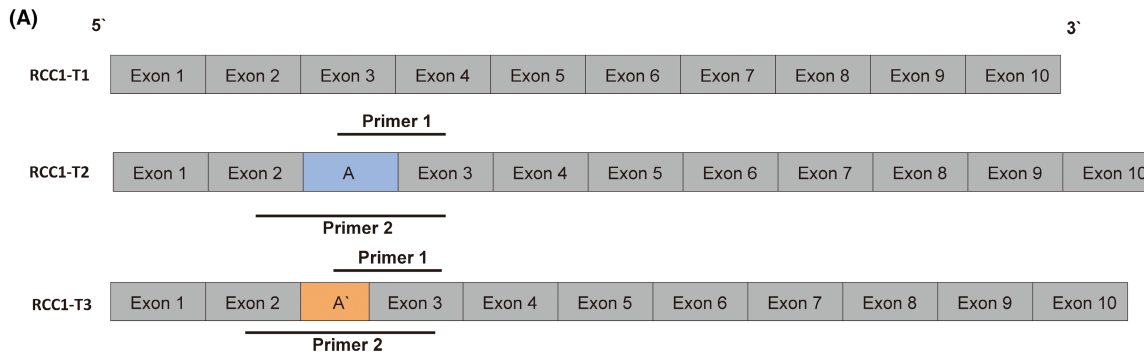 (A)
5` 3`
RCC1-T1 Exon 1 Exon 2 Exon 3 Exon 4 Exon 5 Exon 6 Exon 7 Exon 8 Exon 9 Exon 10
Primer 1
RCC1-T2 Exon 1 Exon 2 A Exon 3 Exon 4 Exon 5 Exon 6 Exon 7 Exon 8 Exon 9 Exon 10
Primer 2
Primer 1
RCC1-T3 Exon 1 Exon 2 A` Exon 3 Exon 4 Exon 5 Exon 6 Exon 7 Exon 8 Exon 9 Exon 10
Primer 2